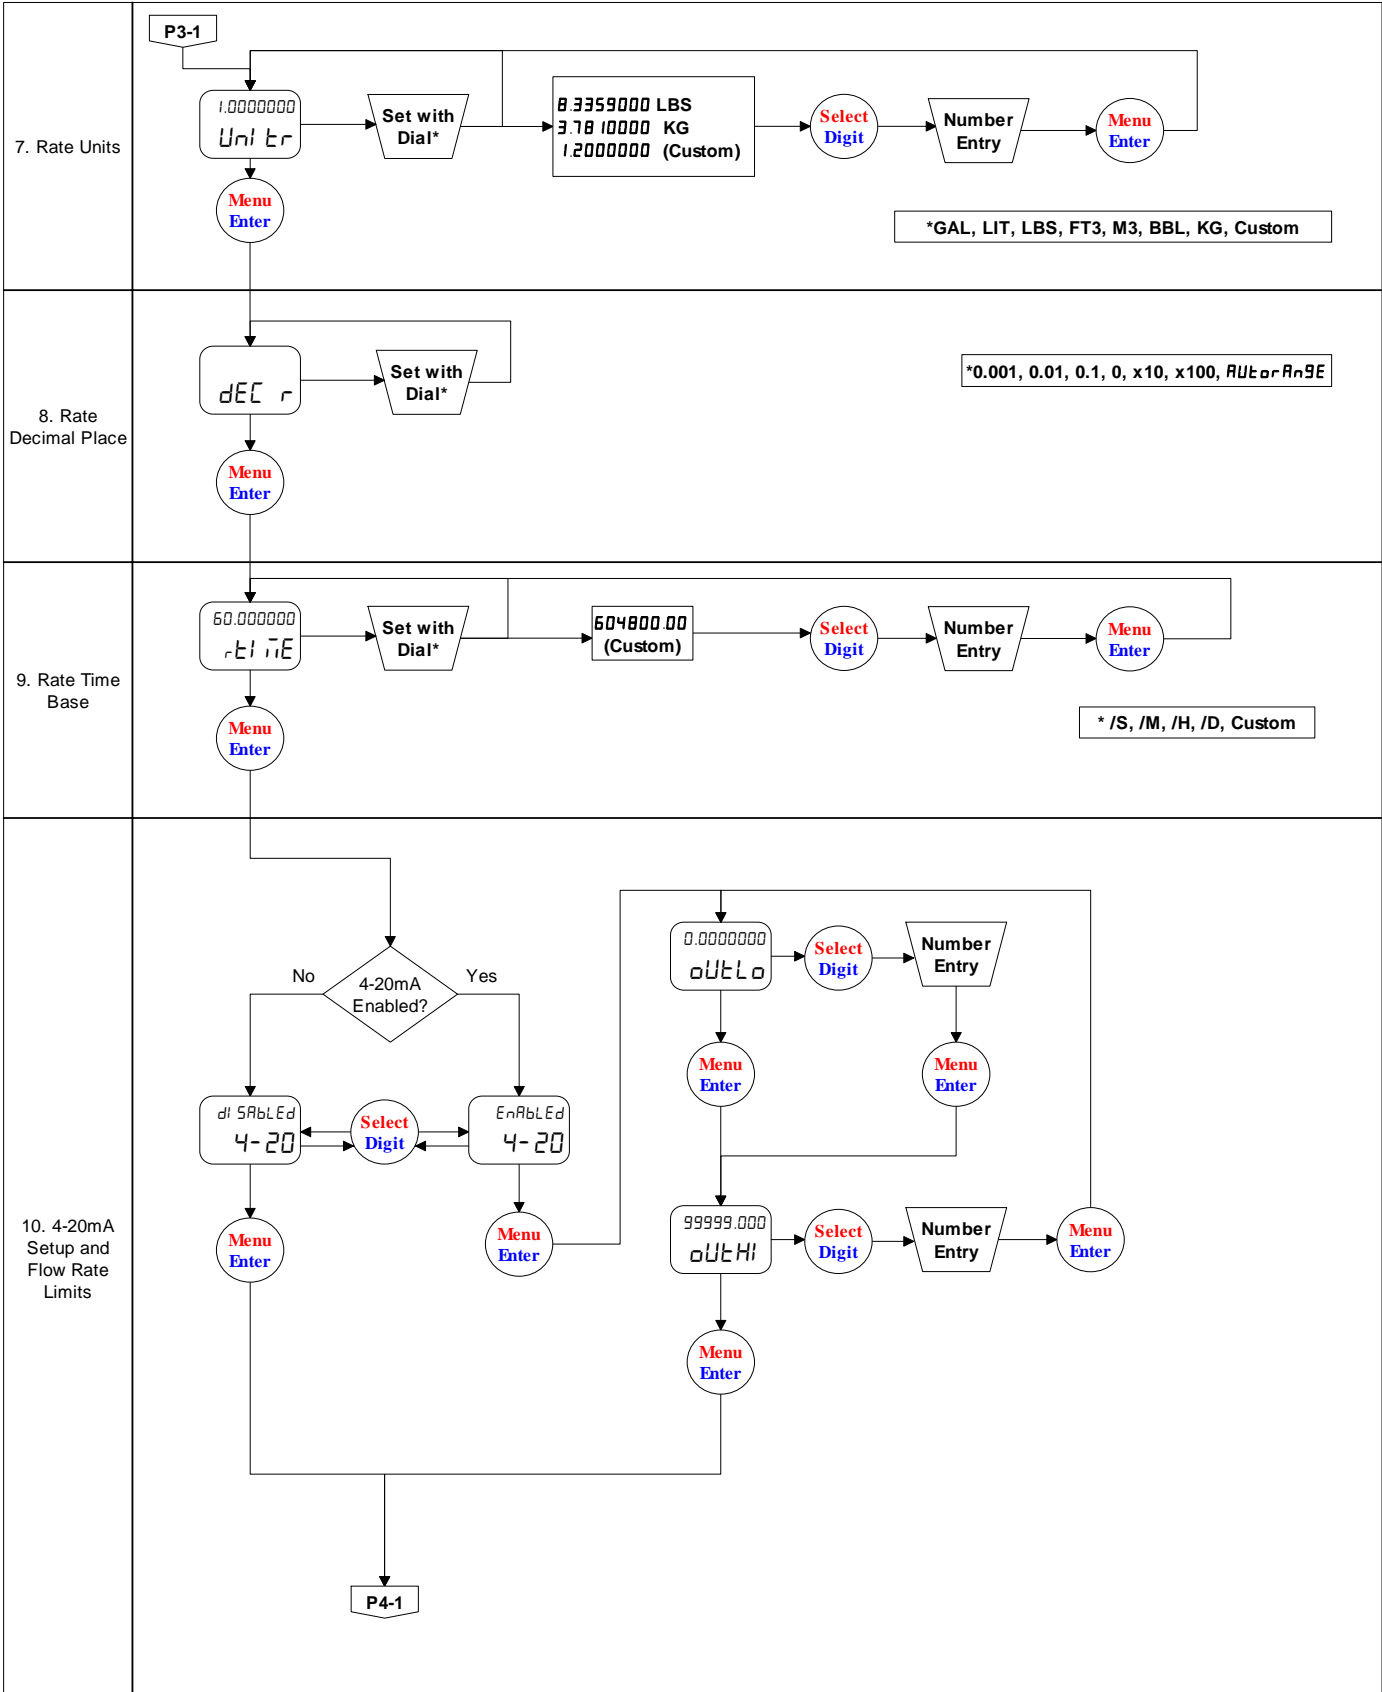 P3-1
7. Rate Units
1.0000000
UnItr
Set with
Dial*
8.3359000 LBS
3.7810000 KG
1.2000000 (Custom)
Select
Digit
Number
Entry
Menu
Enter
Menu
Enter
*GAL, LIT, LBS, FT3, M3, BBL, KG, Custom
8. Rate
Decimal Place
dEC r
Set with
Dial*
*0.001, 0.01, 0.1, 0, x10, x100, AUtorAngE
Menu
Enter
9. Rate Time
Base
60.000000
rtImE
Set with
Dial*
604800.00
(Custom)
Select
Digit
Number
Entry
Menu
Enter
Menu
Enter
* /S, /M, /H, /D, Custom
10. 4-20mA
Setup and
Flow Rate
Limits
4-20mA
Enabled?
No
Yes
dISAbLEd
4-20
Select
Digit
EnAbLEd
4-20
Menu
Enter
Menu
Enter
0.0000000
oUtLo
Select
Digit
Number
Entry
Menu
Enter
Menu
Enter
99999.000
oUtHI
Select
Digit
Number
Entry
Menu
Enter
Menu
Enter
P4-1